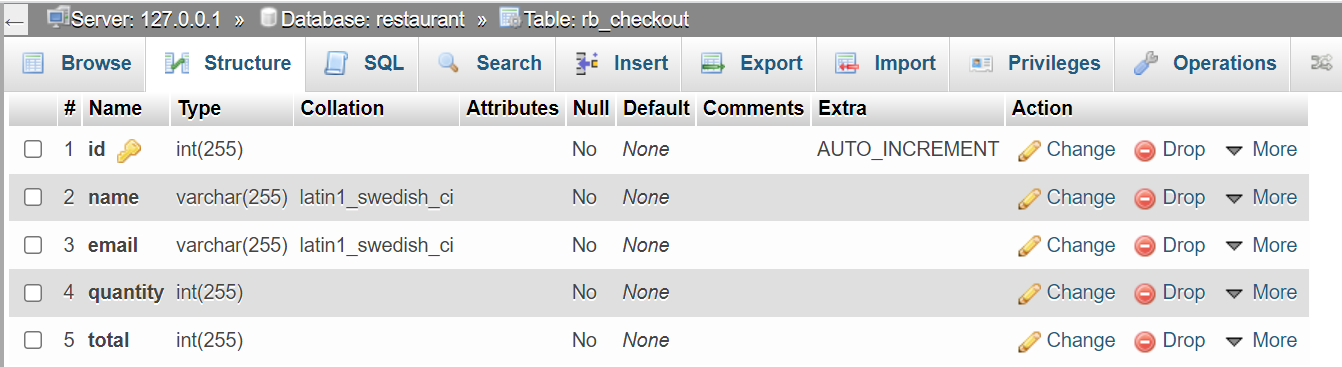 ← Server: 127.0.0.1 » Database: restaurant » Table: rb_checkout
Browse Structure SQL Search Insert Export Import Privileges Operations
# Name Type Collation Attributes Null Default Comments Extra Action
1 id int(255) No None AUTO_INCREMENT Change Drop More
2 name varchar(255) latin1_swedish_ci No None Change Drop More
3 email varchar(255) latin1_swedish_ci No None Change Drop More
4 quantity int(255) No None Change Drop More
5 total int(255) No None Change Drop More